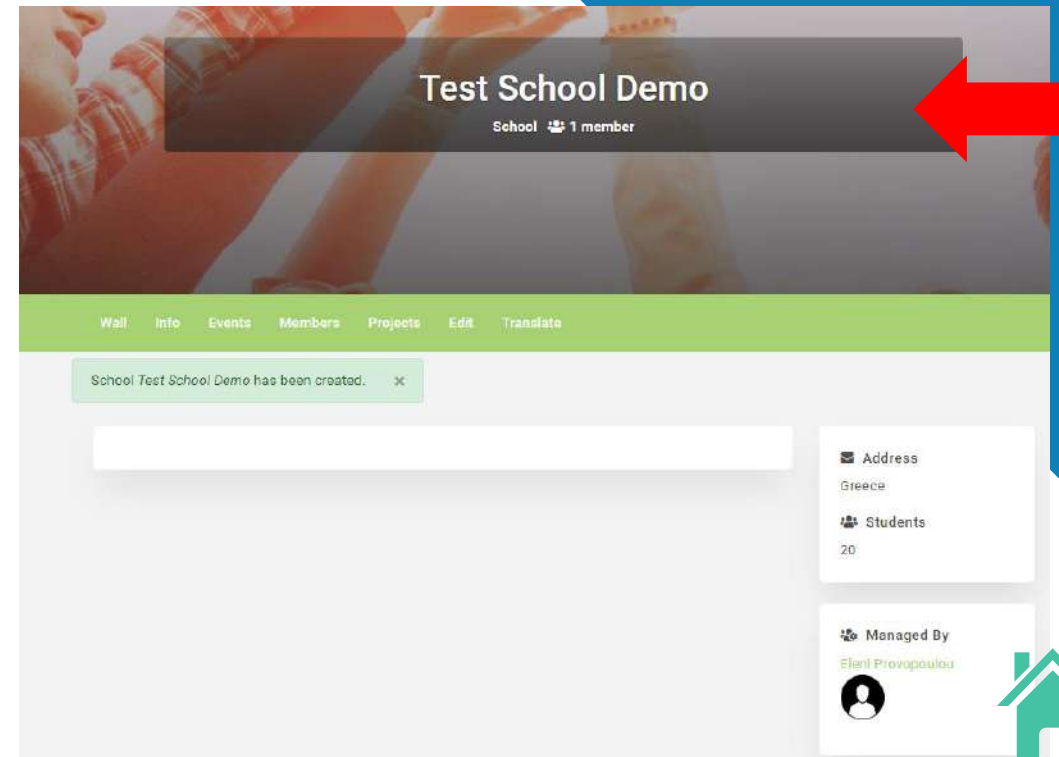 Test School Demo
School 1 member
Wall Info Events Members Projects Edit Translate
School Test School Demo has been created. ×
Address
Greece
Students
20
Managed By
Eleni Provopoulou